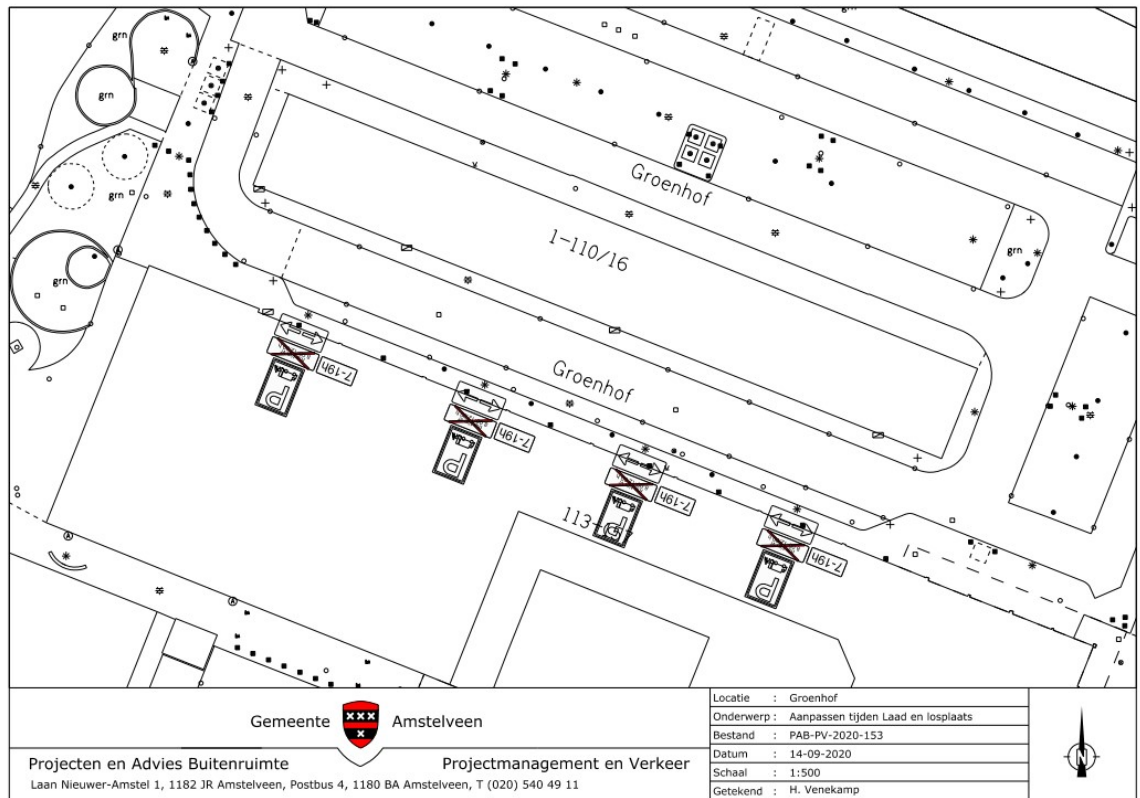 grn
grn
grn
grn
grn
Groenhof
1-110/16
Groenhof
7-19h
P
7-19h
P
7-19h
P
113
7-19h
P
Gemeente Amstelveen
Projecten en Advies Buitenruimte Projectmanagement en Verkeer
Laan Nieuwer-Amstel 1, 1182 JR Amstelveen, Postbus 4, 1180 BA Amstelveen, T (020) 540 49 11
Locatie : Groenhof
Onderwerp : Aanpassen tijden Laad en losplaats
Bestand : PAB-PV-2020-153
Datum : 14-09-2020
Schaal : 1:500
Getekend : H. Venekamp
N